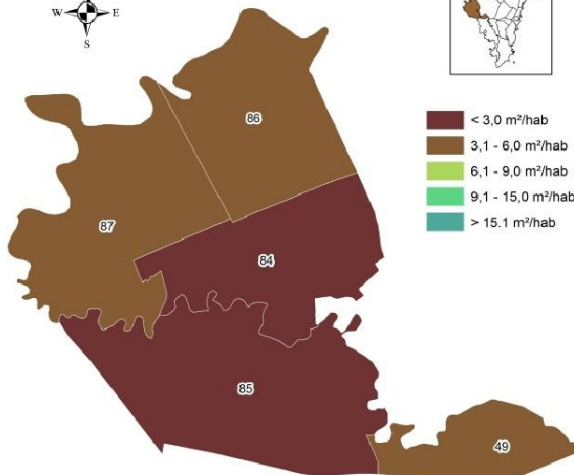 W E
S
86
< 3,0 m²/hab
3,1 - 6,0 m²/hab
6,1 - 9,0 m²/hab
9,1 - 15,0 m²/hab
> 15.1 m²/hab
87
84
85
49